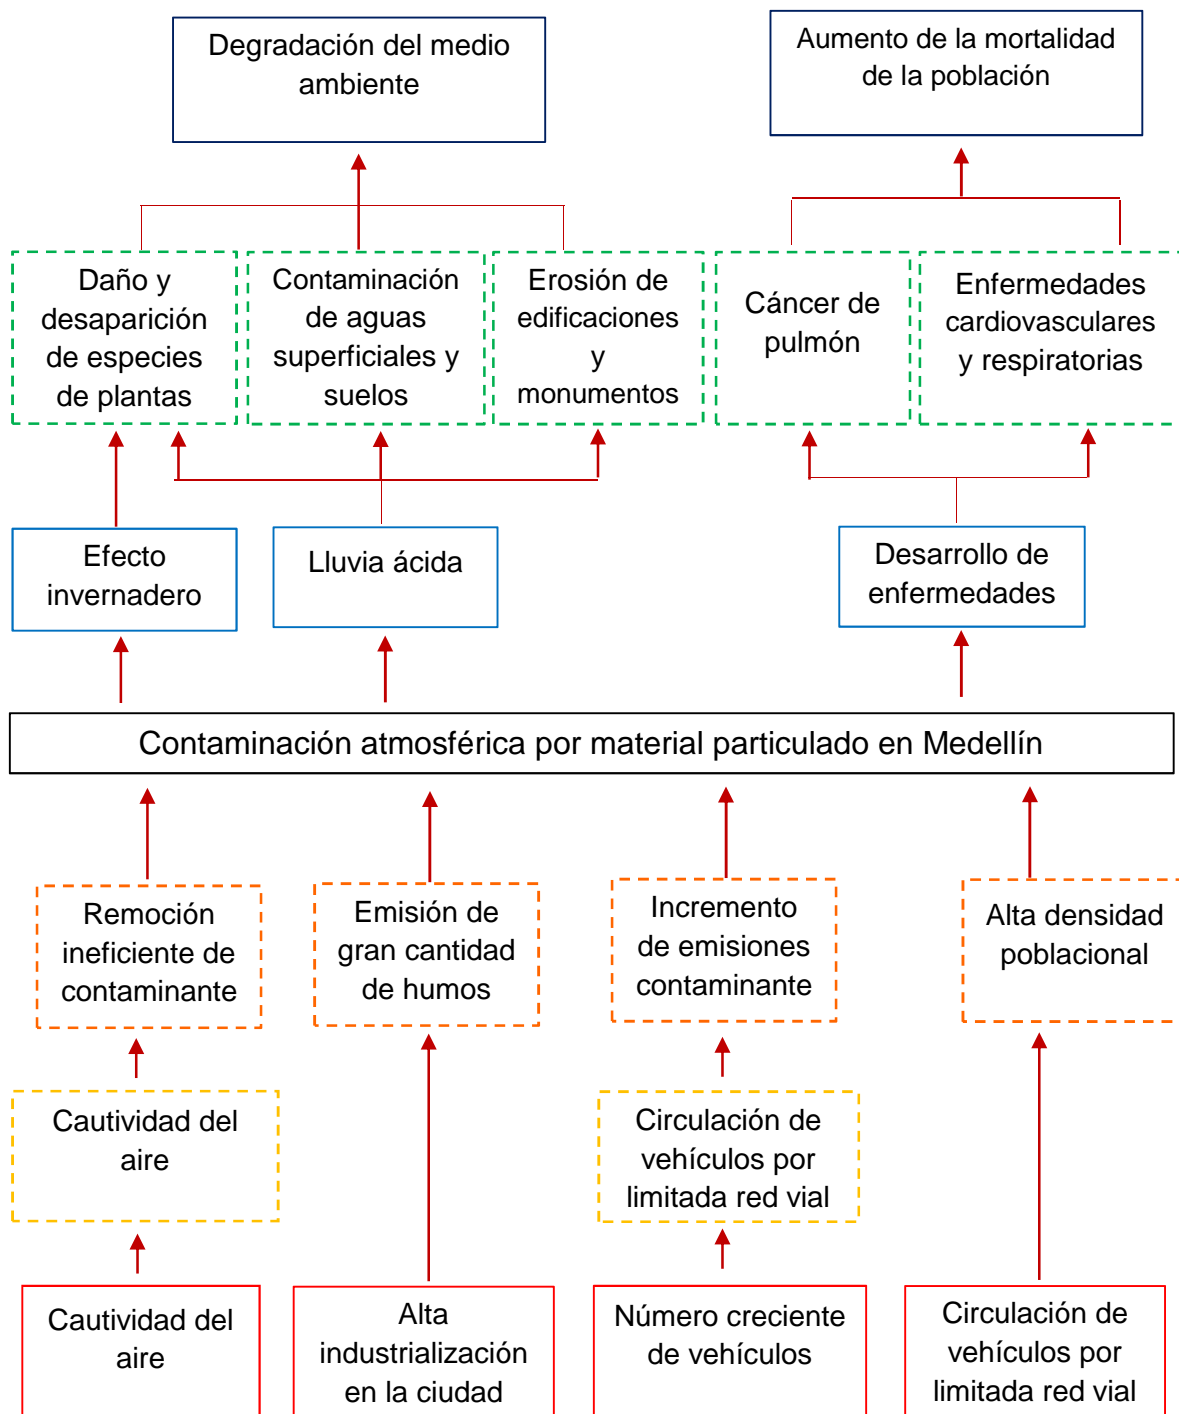 Degradación del medio
ambiente
Aumento de la mortalidad
de la población
Daño y
desaparición
de especies
de plantas
Contaminación
de aguas
superficiales y
suelos
Erosión de
edificaciones
y
monumentos
Cáncer de
pulmón
Enfermedades
cardiovasculares
y respiratorias
Efecto
invernadero
Lluvia ácida
Desarrollo de
enfermedades
Contaminación atmosférica por material particulado en Medellín
Remoción
ineficiente de
contaminante
Emisión de
gran cantidad
de humos
Incremento
de emisiones
contaminante
Alta densidad
poblacional
Cautividad del
aire
Circulación de
vehículos por
limitada red vial
Cautividad del
aire
Alta
industrialización
en la ciudad
Número creciente
de vehículos
Circulación de
vehículos por
limitada red vial